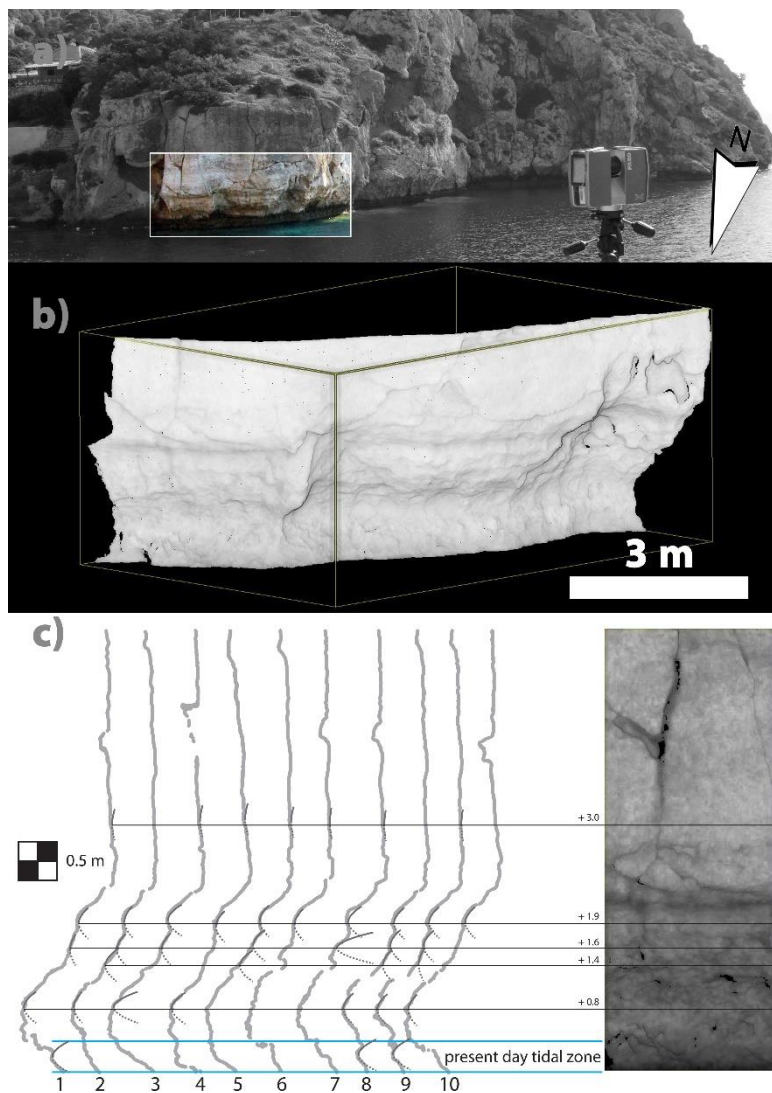 a)
N
b)
3 m
c)
+ 3.0
0.5 m
+ 1.9
+ 1.6
+ 1.4
+ 0.8
present day tidal zone
1 2 3 4 5 6 7 8 9 10